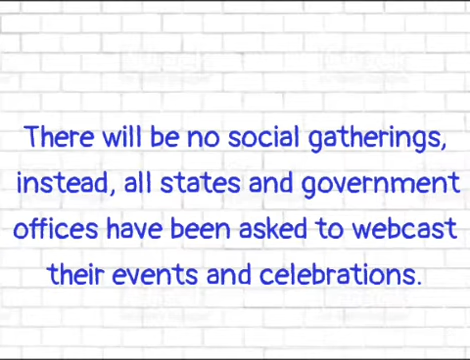 There will be no social gatherings,
instead, all states and government
offices have been asked to webcast
their events and celebrations.